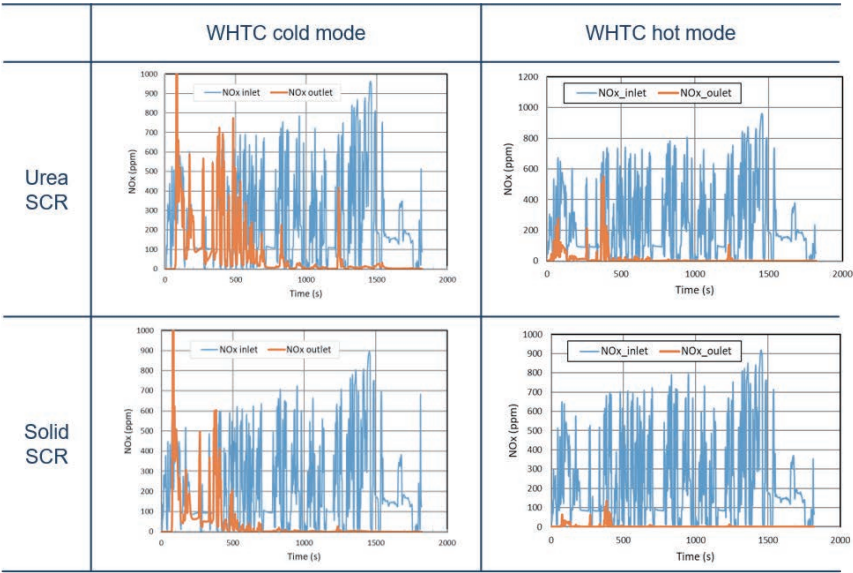 WHTC cold mode
WHTC hot mode
Urea
SCR
NOx (ppm)
1000
900
800
700
600
500
400
300
200
100
0
NOx inlet NOx outlet
0 500 1000 1500 2000
Time (s)
NOx (ppm)
1200
1000
800
600
400
200
0
NOx_inlet NOx_oulet
0 500 1000 1500 2000
Time (s)
Solid
SCR
NOx (ppm)
1000
900
800
700
600
500
400
300
200
100
0
NOx inlet NOx outlet
0 500 1000 1500 2000
Time (s)
NOx (ppm)
1000
900
800
700
600
500
400
300
200
100
0
NOx_inlet NOx_oulet
0 500 1000 1500 2000
Time (s)